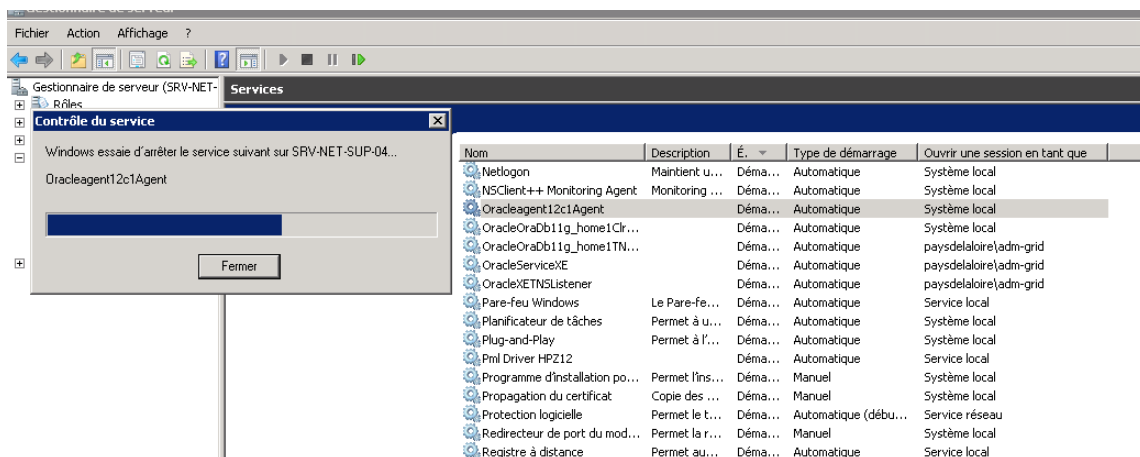 Gestionnaire de serveur
Fichier Action Affichage ?
Gestionnaire de serveur (SRV-NET-
Rôles
Services
Contrôle du service
Windows essaie d'arrêter le service suivant sur SRV-NET-SUP-04...
Oracleagent12c1Agent
Fermer
Nom Description É. Type de démarrage Ouvrir une session en tant que
Netlogon Maintient u... Déma... Automatique Système local
NSClient++ Monitoring Agent Monitoring ... Déma... Automatique Système local
Oracleagent12c1Agent Déma... Automatique Système local
OracleOraDb11g_home1Clr... Déma... Automatique Système local
OracleOraDb11g_home1TN... Déma... Automatique paysdelaloire\adm-grid
OracleServiceXE Déma... Automatique paysdelaloire\adm-grid
OracleXETNSListener Déma... Automatique paysdelaloire\adm-grid
Pare-feu Windows Le Pare-fe... Déma... Automatique Service local
Planificateur de tâches Permet à u... Déma... Automatique Système local
Plug-and-Play Permet à l'... Déma... Automatique Système local
Pml Driver HPZ12 Déma... Automatique Service local
Programme d'installation po... Permet l'ins... Déma... Manuel Système local
Propagation du certificat Copie des ... Déma... Manuel Système local
Protection logicielle Permet le t... Déma... Automatique (débu... Service réseau
Redirecteur de port du mod... Permet la r... Déma... Manuel Système local
Registre à distance Permet au... Déma... Automatique Service local